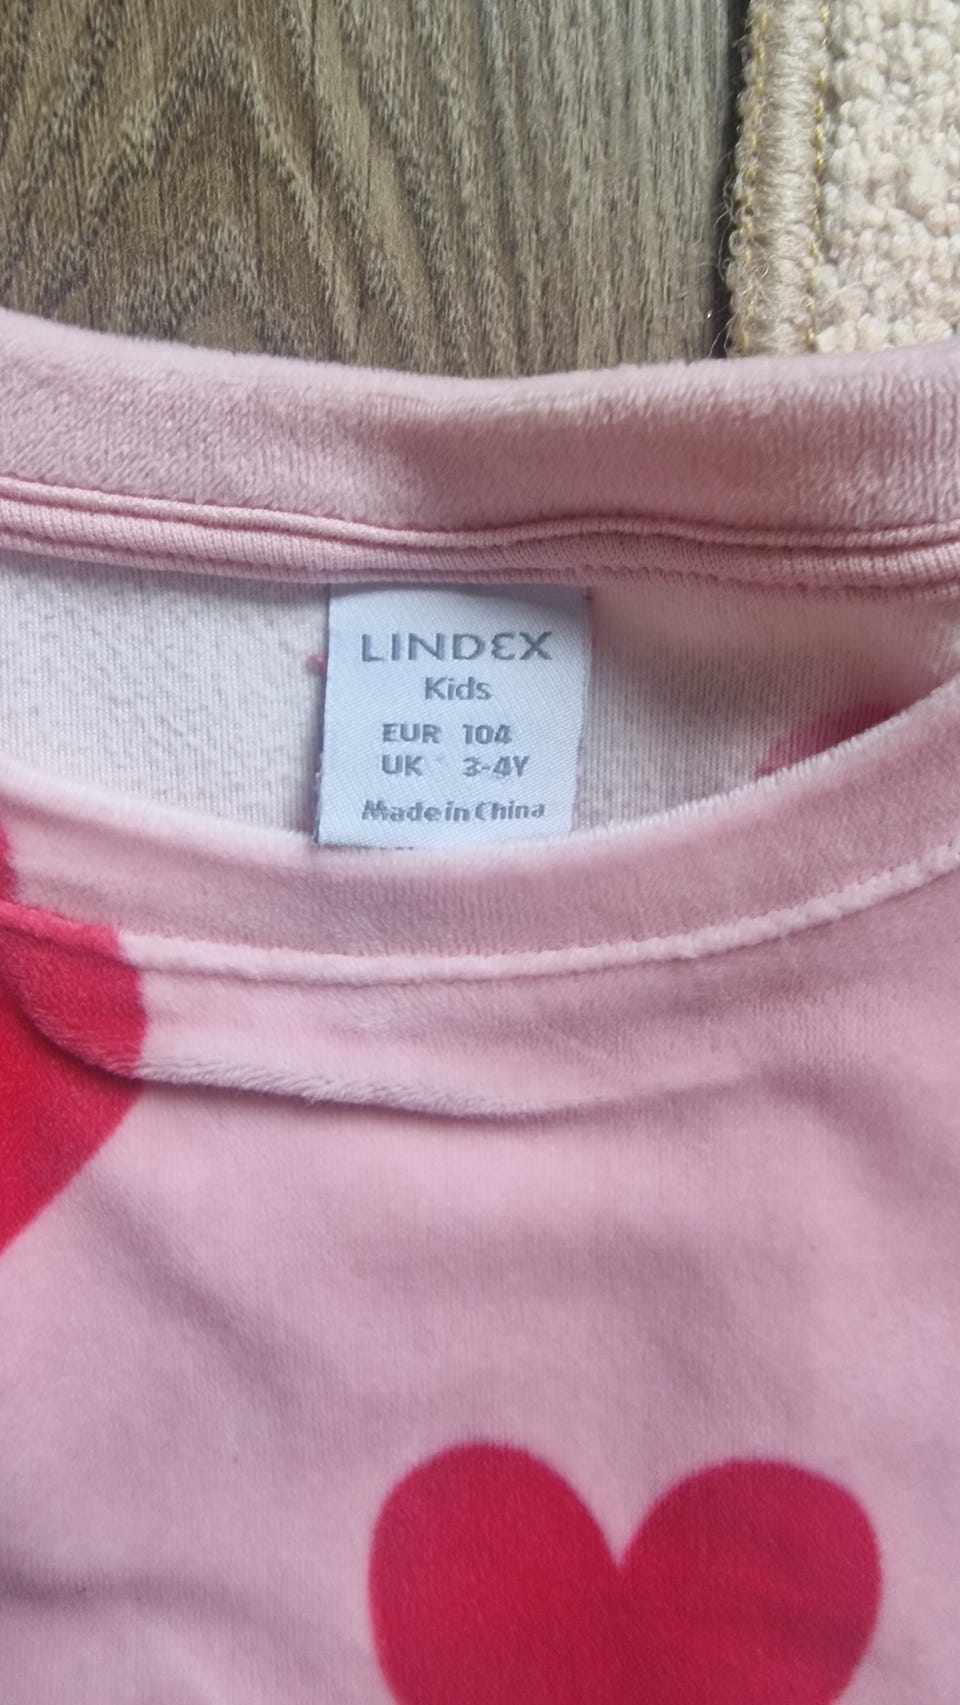 LINDEX
Kids
EUR 104
UK 3-4Y
Made in China